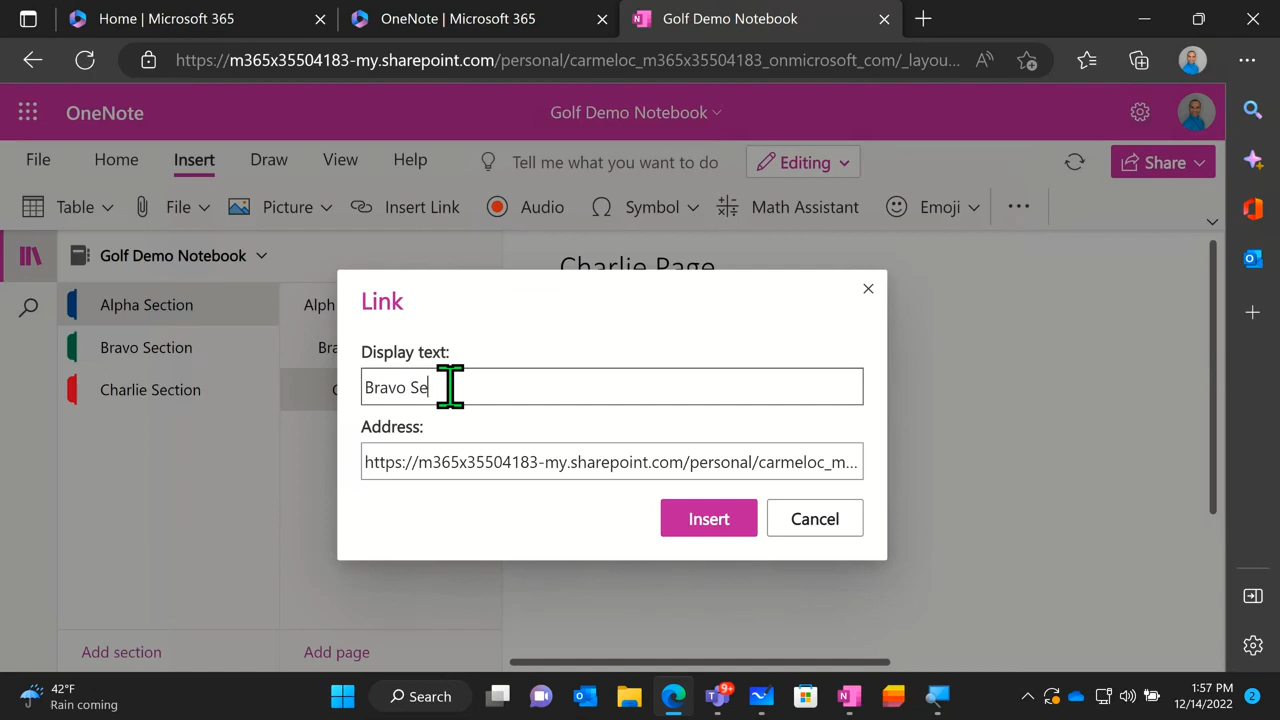 Home | Microsoft 365
OneNote | Microsoft 365
Golf Demo Notebook
https://m365x35504183-my.sharepoint.com/personal/carmeloc_m365x35504183_onmicrosoft_com/_layou...
OneNote
Golf Demo Notebook
File Home Insert Draw View Help Tell me what you want to do Editing Share
Table File Picture Insert Link Audio Symbol Math Assistant Emoji ...
Golf Demo Notebook
Charlie Page
Alpha Section
Alph
Bravo Section
Bra
Charlie Section
C
Link
Display text:
Bravo Se
Address:
https://m365x35504183-my.sharepoint.com/personal/carmeloc_m...
Insert Cancel
Add section
Add page
42°F
Rain coming
Search
9+
1:57 PM
12/14/2022
2